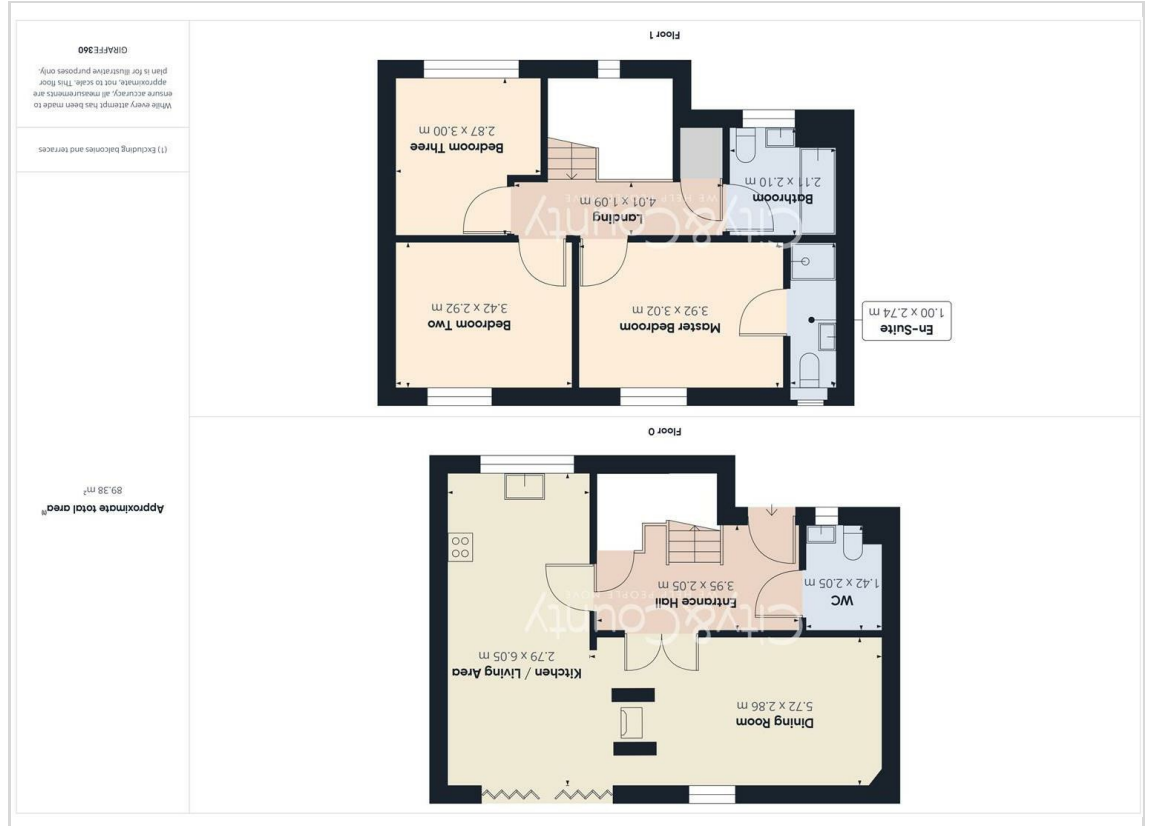 Floor 0
Kitchen / Living Area
2.79 x 6.05 m
Dining Room
5.72 x 2.86 m
Entrance Hall
3.95 x 2.05 m
WC
1.42 x 2.05 m
City&County
Floor 1
En-Suite
1.00 x 2.74 m
Master Bedroom
3.92 x 3.02 m
Bedroom Two
3.42 x 2.92 m
Bathroom
2.11 x 2.10 m
Landing
4.01 x 1.09 m
Bedroom Three
2.87 x 3.00 m
City&County
Approximate total area⁽¹⁾
89.38 m²
(1) Excluding balconies and terraces
While every attempt has been made to
ensure accuracy, all measurements are
approximate, not to scale. This floor
plan is for illustrative purposes only.
GIRAFFE360